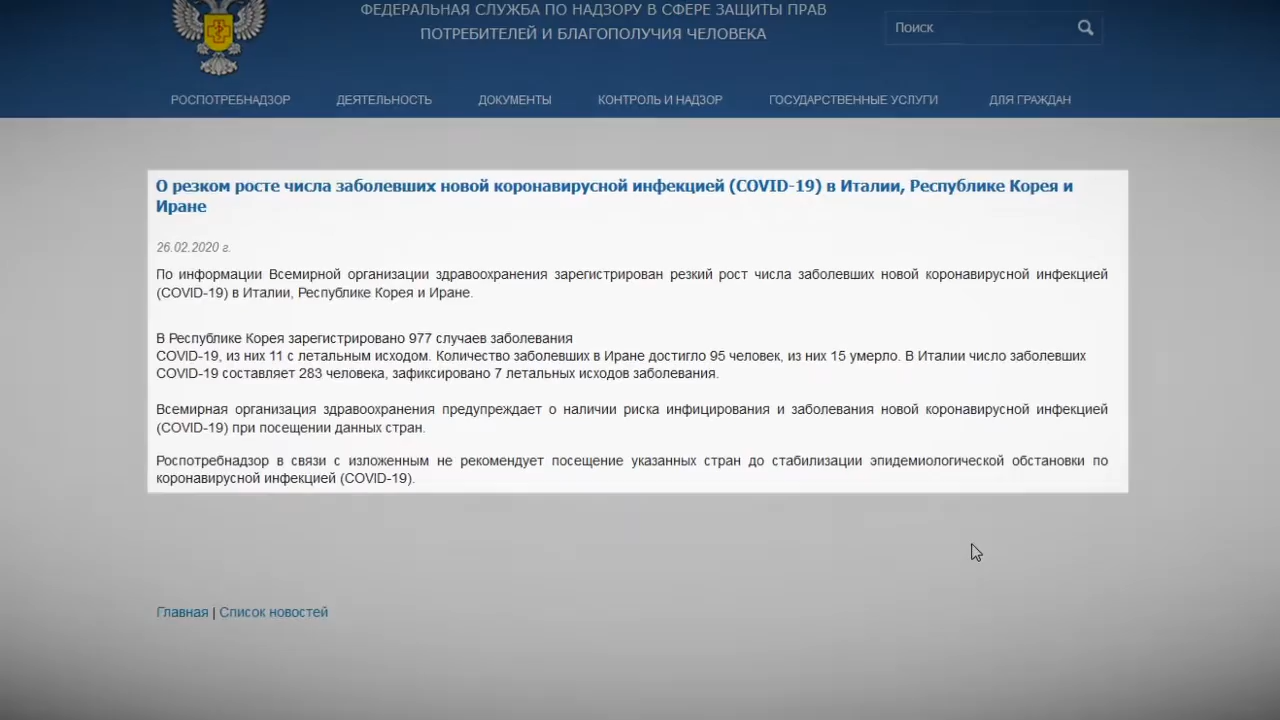 ФЕДЕРАЛЬНАЯ СЛУЖБА ПО НАДЗОРУ В СФЕРЕ ЗАЩИТЫ ПРАВ
ПОТРЕБИТЕЛЕЙ И БЛАГОПОЛУЧИЯ ЧЕЛОВЕКА
Поиск
РОСПОТРЕБНАДЗОР ДЕЯТЕЛЬНОСТЬ ДОКУМЕНТЫ КОНТРОЛЬ И НАДЗОР ГОСУДАРСТВЕННЫЕ УСЛУГИ ДЛЯ ГРАЖДАН
О резком росте числа заболевших новой коронавирусной инфекцией (COVID-19) в Италии, Республике Корея и
Иране
26.02.2020 г.
По информации Всемирной организации здравоохранения зарегистрирован резкий рост числа заболевших новой коронавирусной инфекцией
(COVID-19) в Италии, Республике Корея и Иране.
В Республике Корея зарегистрировано 977 случаев заболевания
COVID-19, из них 11 с летальным исходом. Количество заболевших в Иране достигло 95 человек, из них 15 умерло. В Италии число заболевших
COVID-19 составляет 283 человека, зафиксировано 7 летальных исходов заболевания.
Всемирная организация здравоохранения предупреждает о наличии риска инфицирования и заболевания новой коронавирусной инфекцией
(COVID-19) при посещении данных стран.
Роспотребнадзор в связи с изложенным не рекомендует посещение указанных стран до стабилизации эпидемиологической обстановки по
коронавирусной инфекцией (COVID-19).
Главная | Список новостей